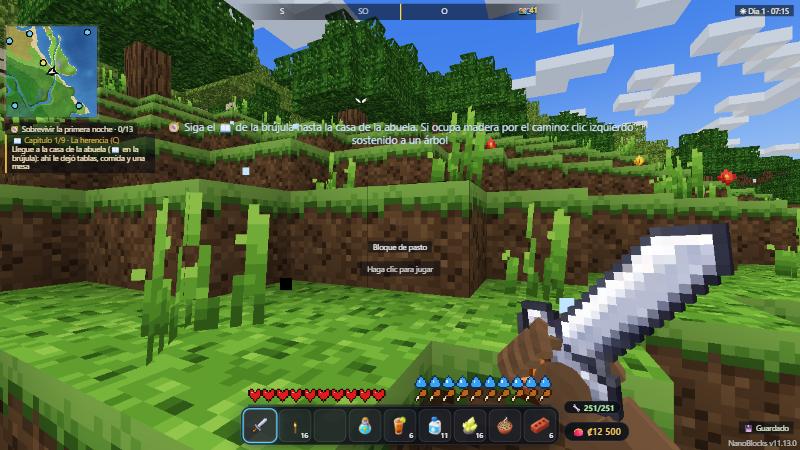 S
SO
O
41
Día 1 · 07:15
Sobrevivir la primera noche · 0/13
Capítulo 1/9 · La herencia (C)
Llegue a la casa de la abuela ( en la
brújula): ahí le dejó tablas, comida y una
mesa
Siga el de la brújula hasta la casa de la abuela. Si ocupa madera por el camino: clic izquierdo
sostenido a un árbol
Bloque de pasto
Haga clic para jugar
251/251
₡12 500
16
6
11
16
6
Guardado
NanoBlocks v11.13.0